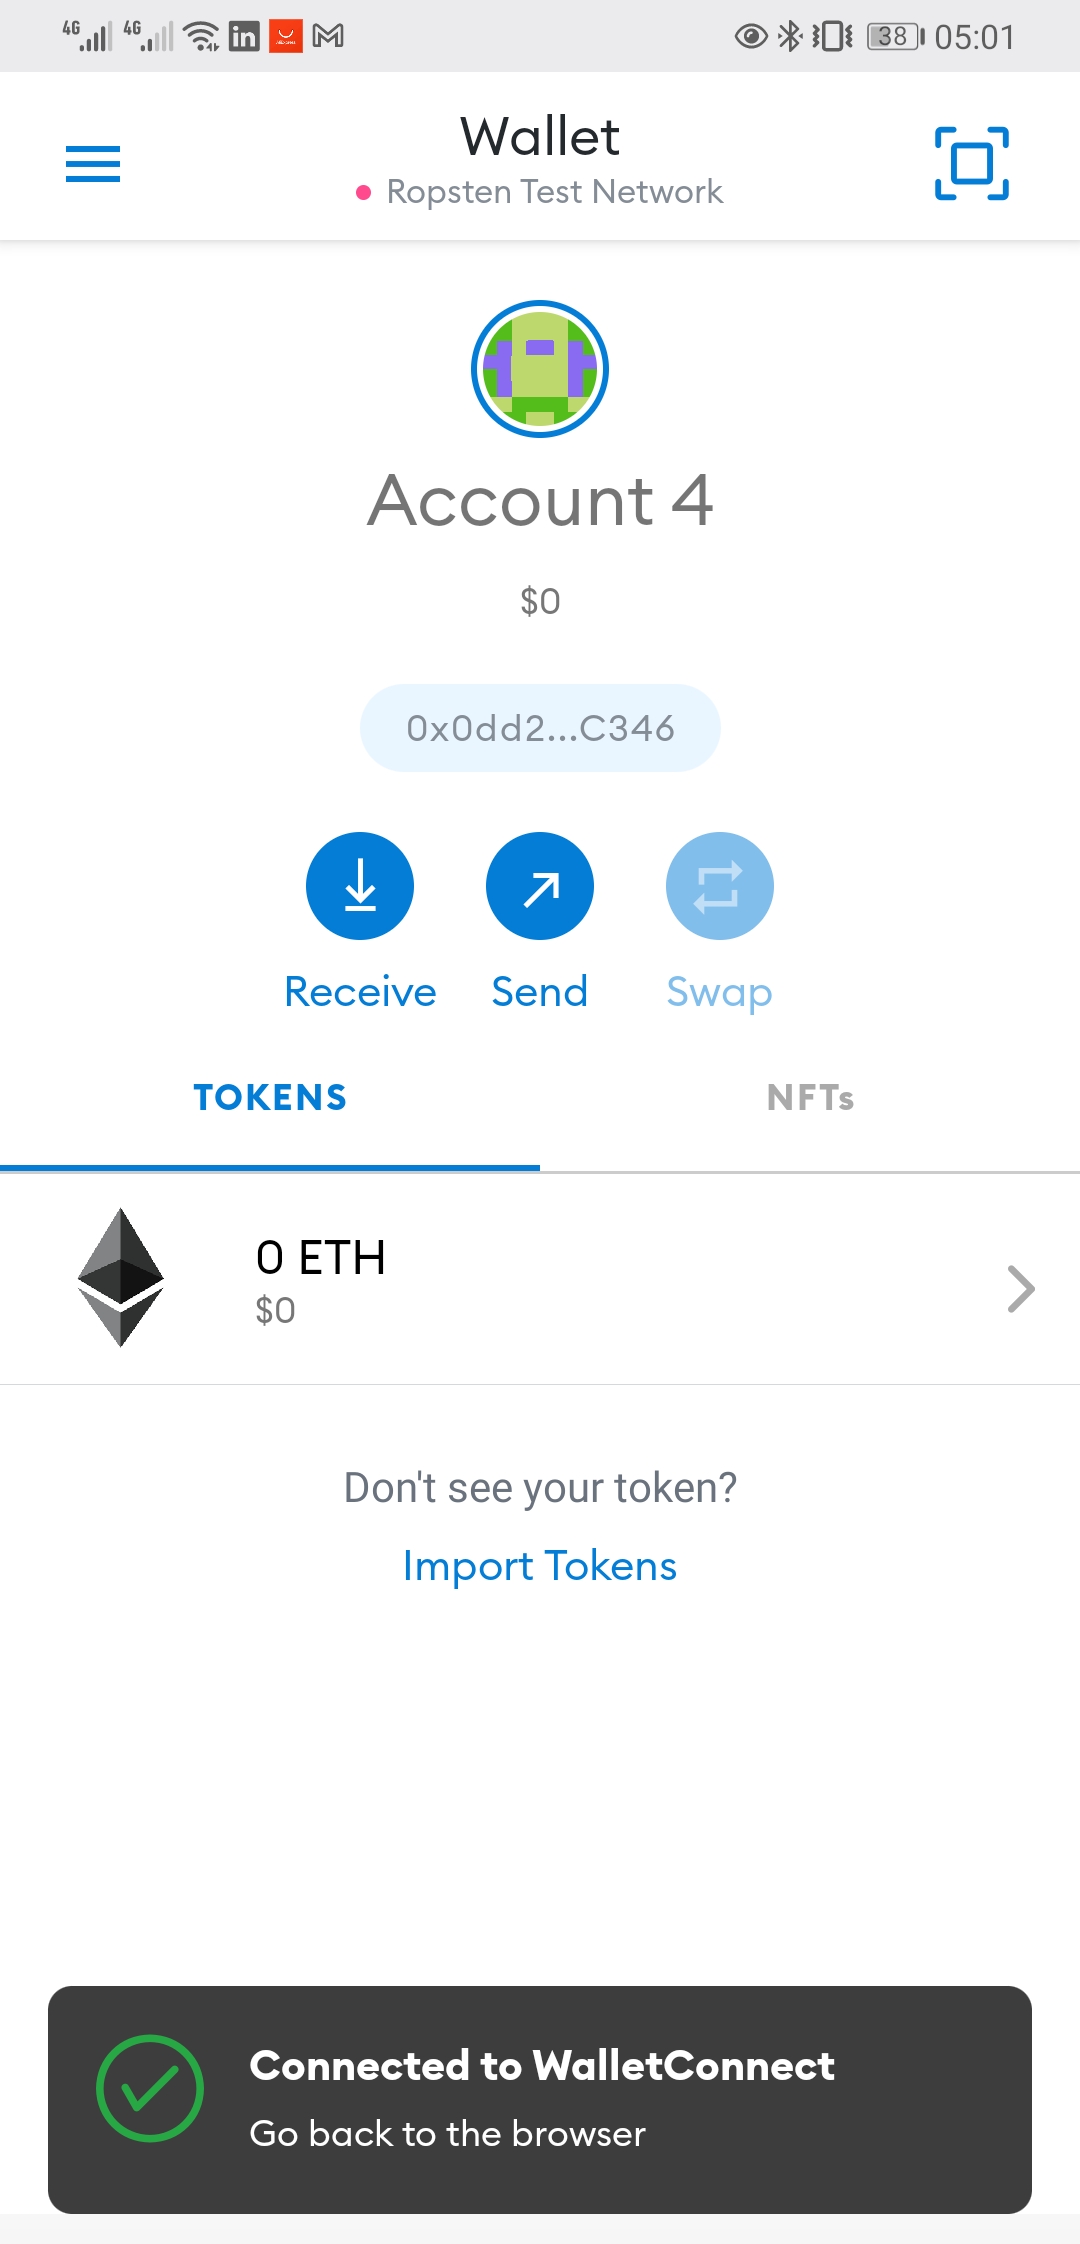 4G 4G in 38 05:01
Wallet
Ropsten Test Network
Account 4
$0
0x0dd2...C346
Receive Send Swap
TOKENS NFTs
0 ETH
$0
Don't see your token?
Import Tokens
Connected to WalletConnect
Go back to the browser